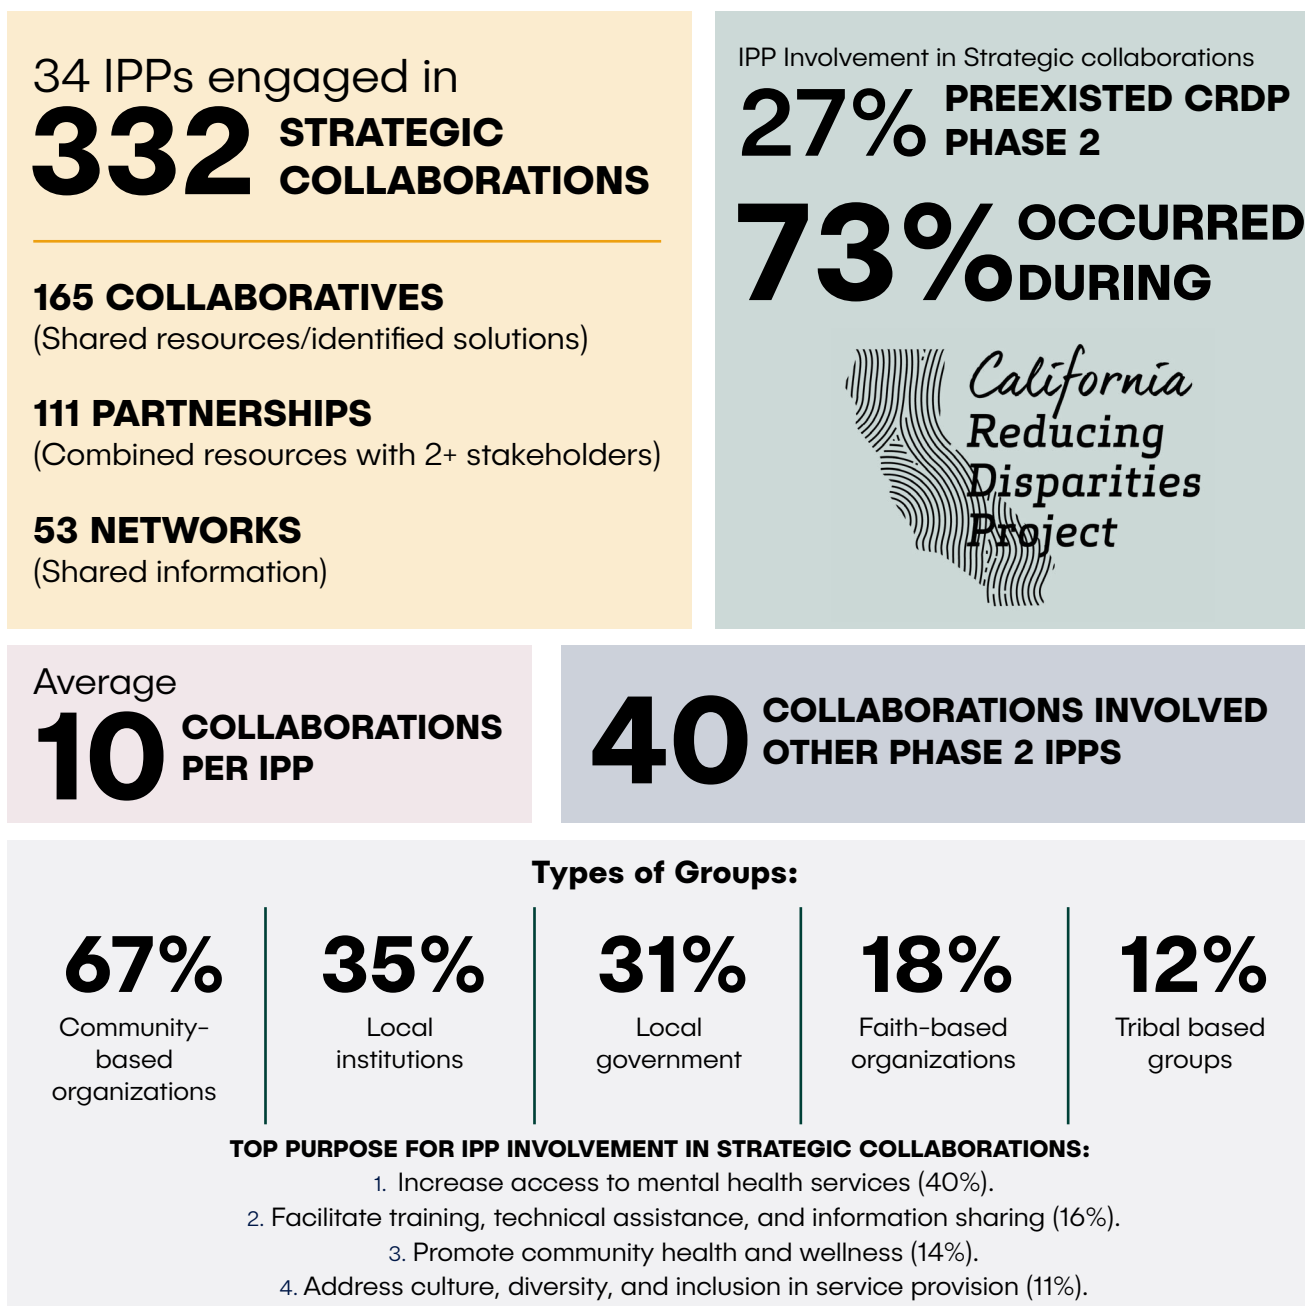 34 IPPs engaged in
332 STRATEGIC
COLLABORATIONS
165 COLLABORATIVES
(Shared resources/identified solutions)
111 PARTNERSHIPS
(Combined resources with 2+ stakeholders)
53 NETWORKS
(Shared information)
IPP Involvement in Strategic collaborations
27% PREEXISTED CRDP
PHASE 2
73% OCCURRED
DURING
California
Reducing
Disparities
Project
Average
10 COLLABORATIONS
PER IPP
40 COLLABORATIONS INVOLVED
OTHER PHASE 2 IPPS
Types of Groups:
67%
Community-
based
organizations
35%
Local
institutions
31%
Local
government
18%
Faith-based
organizations
12%
Tribal based
groups
TOP PURPOSE FOR IPP INVOLVEMENT IN STRATEGIC COLLABORATIONS:
1. Increase access to mental health services (40%).
2. Facilitate training, technical assistance, and information sharing (16%).
3. Promote community health and wellness (14%).
4. Address culture, diversity, and inclusion in service provision (11%).